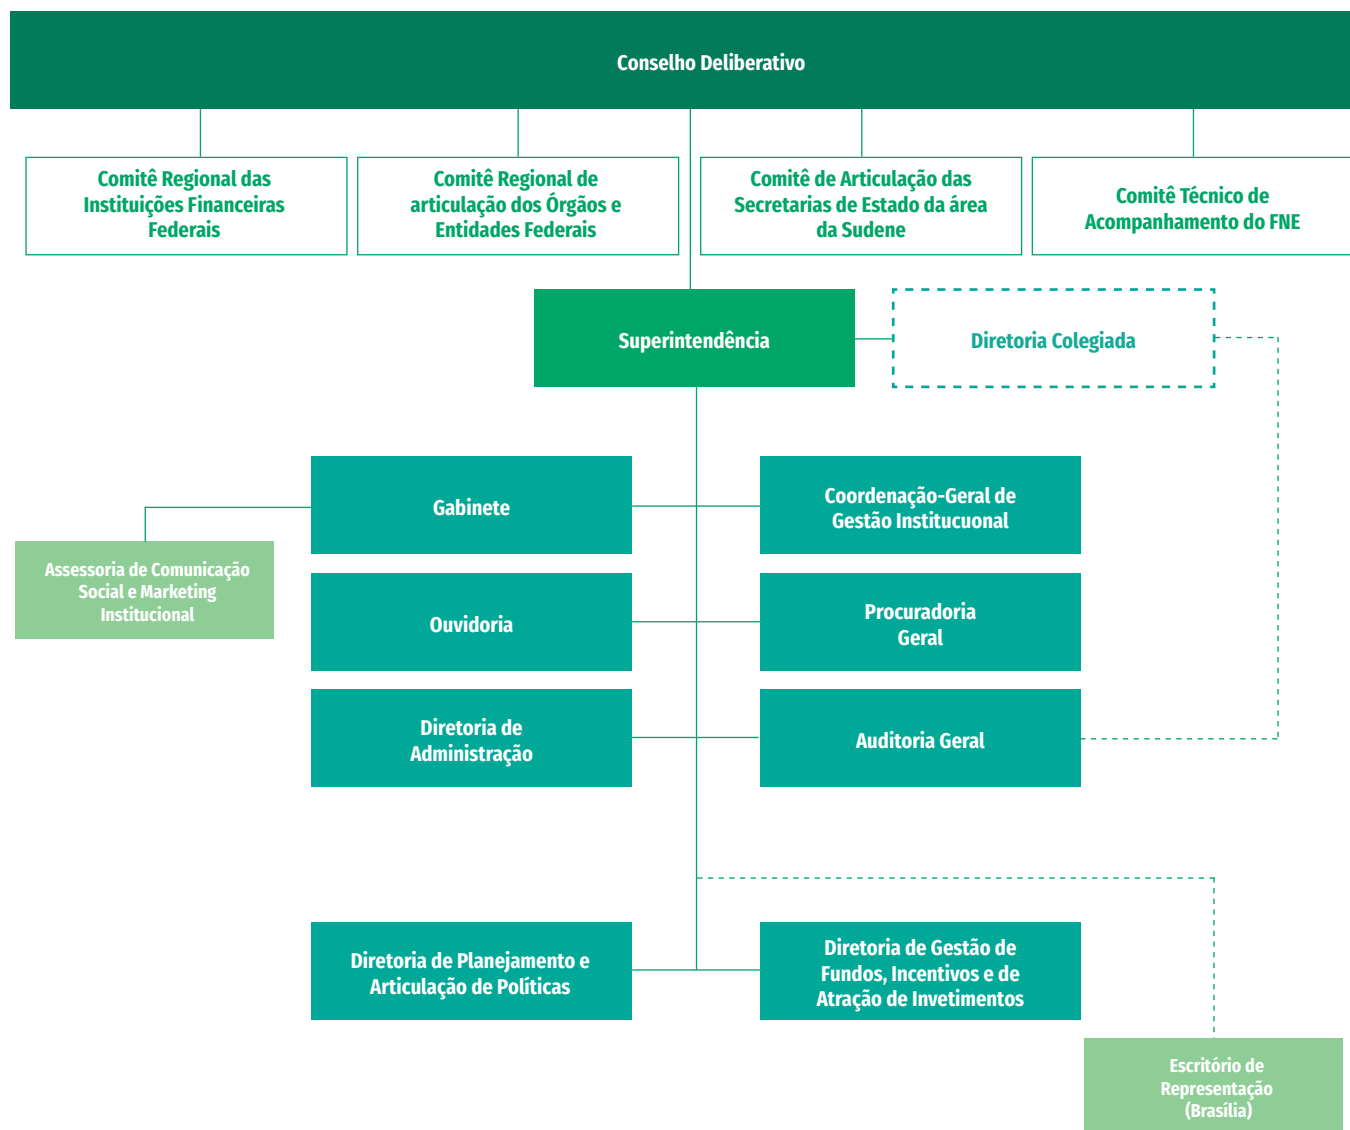 Conselho Deliberativo
Comitê Regional das
Instituições Financeiras
Federais
Comitê Regional de
articulação dos Órgãos e
Entidades Federais
Comitê de Articulação das
Secretarias de Estado da área
da Sudene
Comitê Técnico de
Acompanhamento do FNE
Superintendência
Diretoria Colegiada
Gabinete
Coordenação-Geral de
Gestão Institucuonal
Assessoria de Comunicação
Social e Marketing
Institucional
Ouvidoria
Procuradoria
Geral
Diretoria de
Administração
Auditoria Geral
Diretoria de Planejamento e
Articulação de Políticas
Diretoria de Gestão de
Fundos, Incentivos e de
Atração de Invetimentos
Escritório de
Representação
(Brasília)